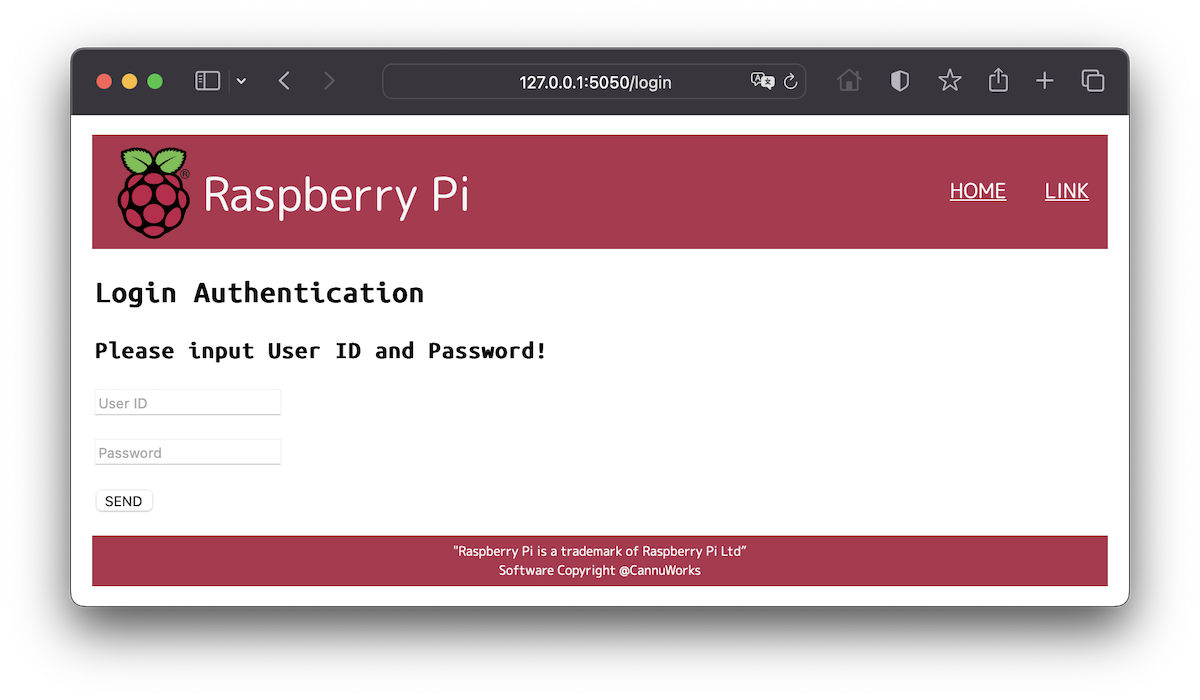 127.0.0.1:5050/login
Raspberry Pi
®
HOME LINK
Login Authentication
Please input User ID and Password!
User ID
Password
SEND
"Raspberry Pi is a trademark of Raspberry Pi Ltd”
Software Copyright @CannuWorks